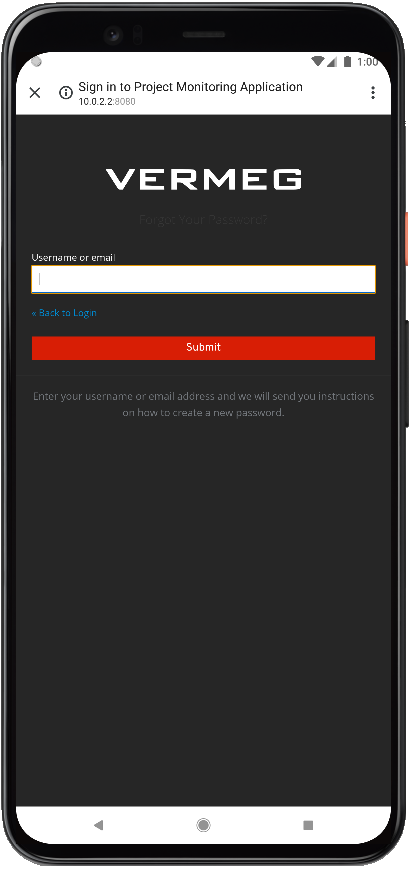 1:00
Sign in to Project Monitoring Application
10.0.2.2:8080
VERMEG
Forgot Your Password?
Username or email
« Back to Login
Submit
Enter your username or email address and we will send you instructions
on how to create a new password.